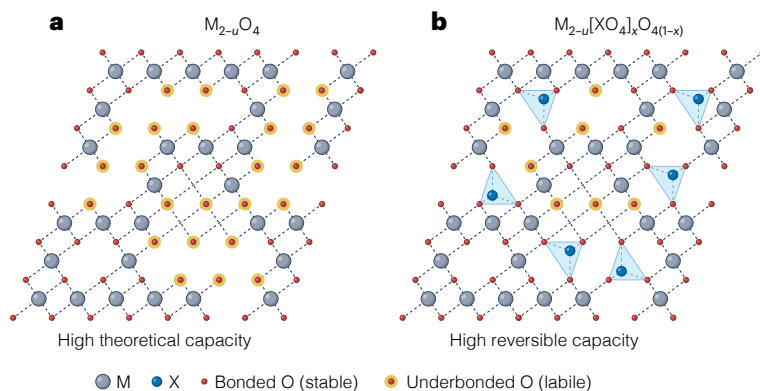 a M₂₋ᵤO₄
b M₂₋ᵤ[XO₄]ₓO₄₍₁₋ₓ₎
High theoretical capacity
High reversible capacity
M X Bonded O (stable) Underbonded O (labile)